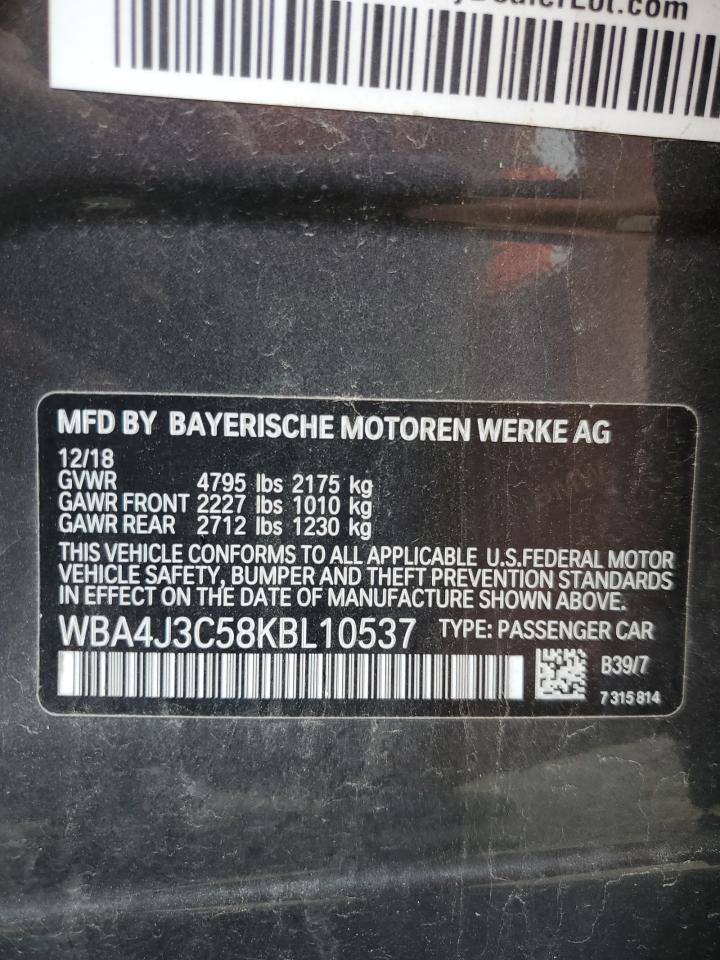 MFD BY BAYERISCHE MOTOREN WERKE AG
12/18
GVWR 4795 lbs 2175 kg
GAWR FRONT 2227 lbs 1010 kg
GAWR REAR 2712 lbs 1230 kg
THIS VEHICLE CONFORMS TO ALL APPLICABLE U.S.FEDERAL MOTOR
VEHICLE SAFETY, BUMPER AND THEFT PREVENTION STANDARDS
IN EFFECT ON THE DATE OF MANUFACTURE SHOWN ABOVE.
WBA4J3C58KBL10537 TYPE: PASSENGER CAR
B39/7
7 315 814